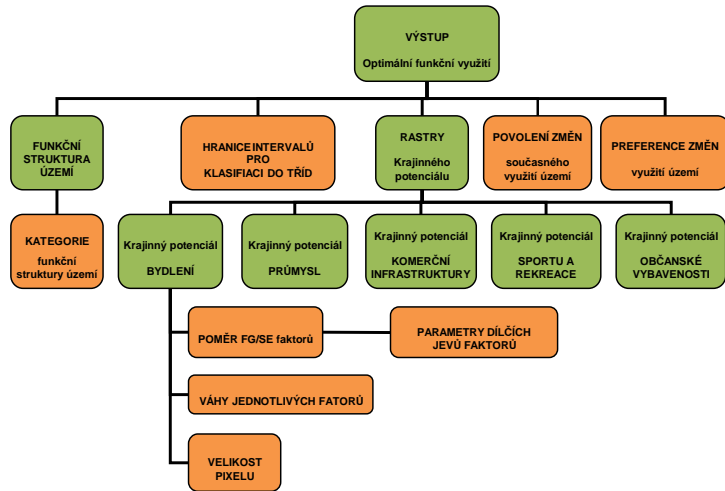 VÝSTUP
Optimální funkční využití
FUNKČNÍ
STRUKTURA
ÚZEMÍ
HRANICE INTERVALŮ
PRO
KLASIFIACI DO TŘÍD
RASTRY
Krajinného
potenciálu
POVOLENÍ ZMĚN
současného
využití území
PREFERENCE ZMĚN
využití území
KATEGORIE
funkční
struktury území
Krajinný potenciál
BYDLENÍ
Krajinný potenciál
PRŮMYSL
Krajinný potenciál
KOMERČNÍ
INFRASTRUKTURY
Krajinný potenciál
SPORTU A
REKREACE
Krajinný potenciál
OBČANSKÉ
VYBAVENOSTI
POMĚR FG/SE faktorů
PARAMETRY DÍLČÍCH
JEVŮ FAKTORŮ
VÁHY JEDNOTLIVÝCH FATORŮ
VELIKOST
PIXELU